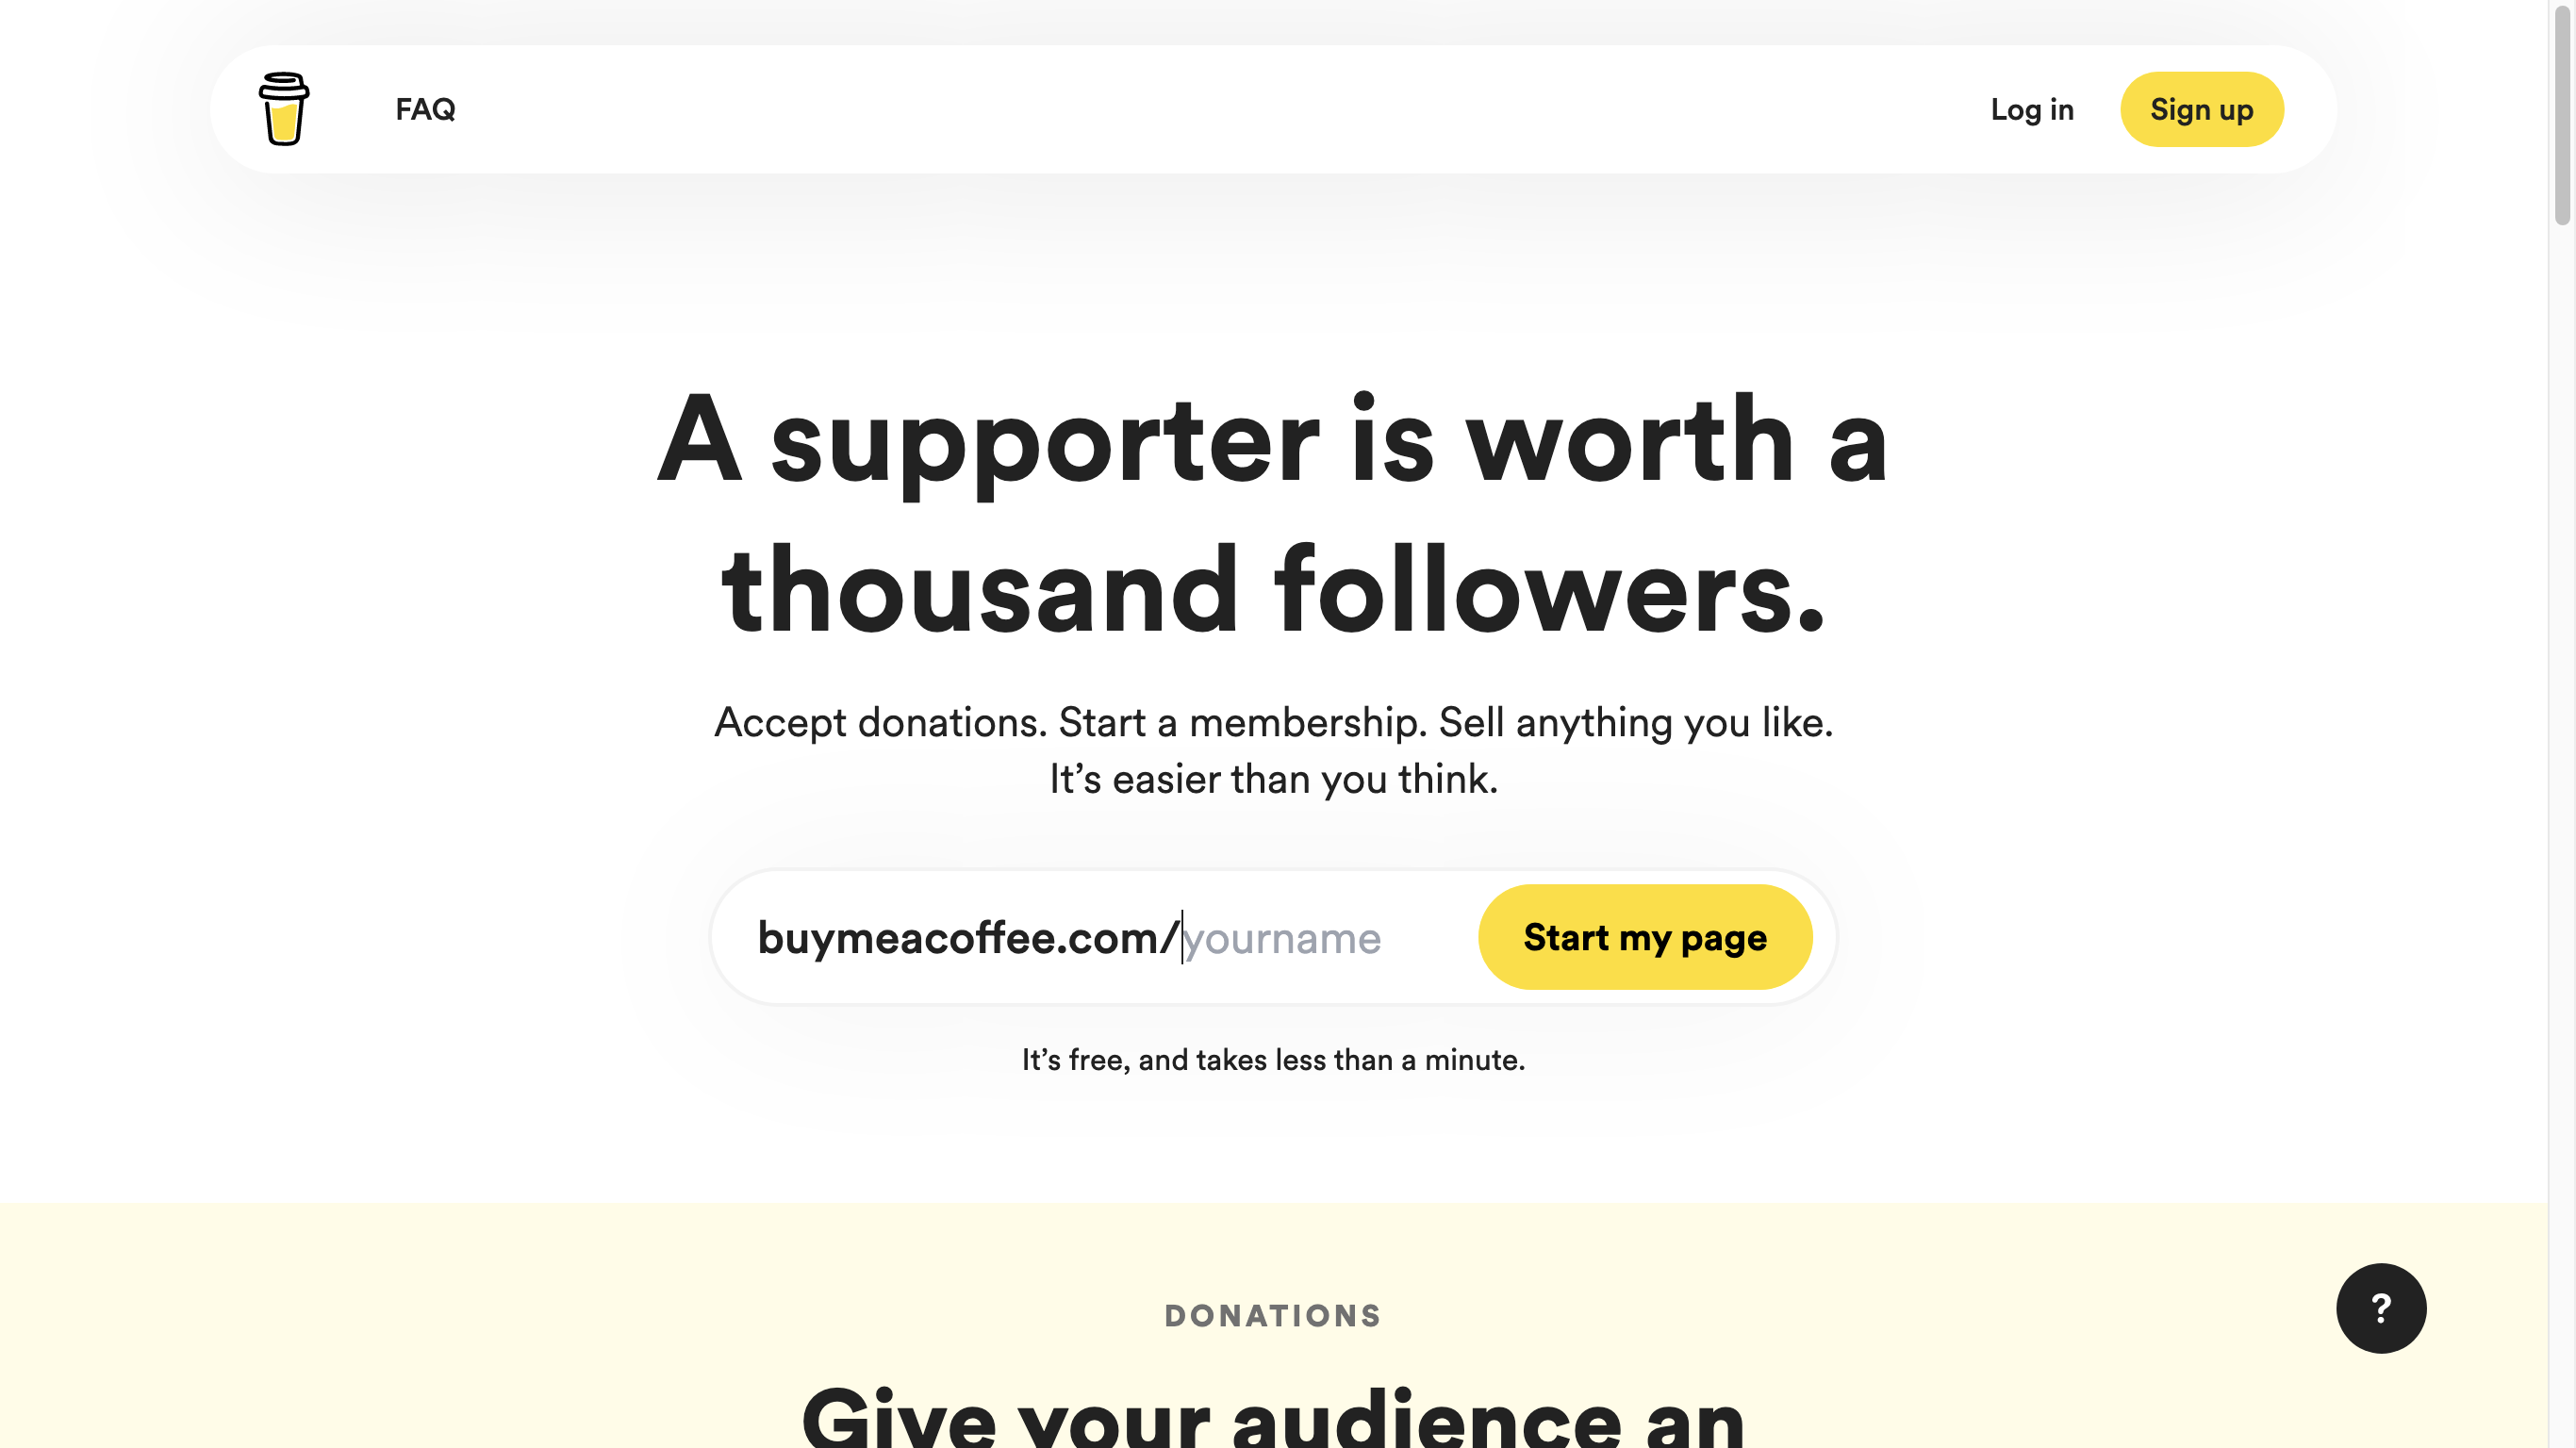 FAQ
Log in
Sign up
A supporter is worth a
thousand followers.
Accept donations. Start a membership. Sell anything you like.
It’s easier than you think.
buymeacoffee.com/yourname
Start my page
It’s free, and takes less than a minute.
DONATIONS
?
Give your audience an